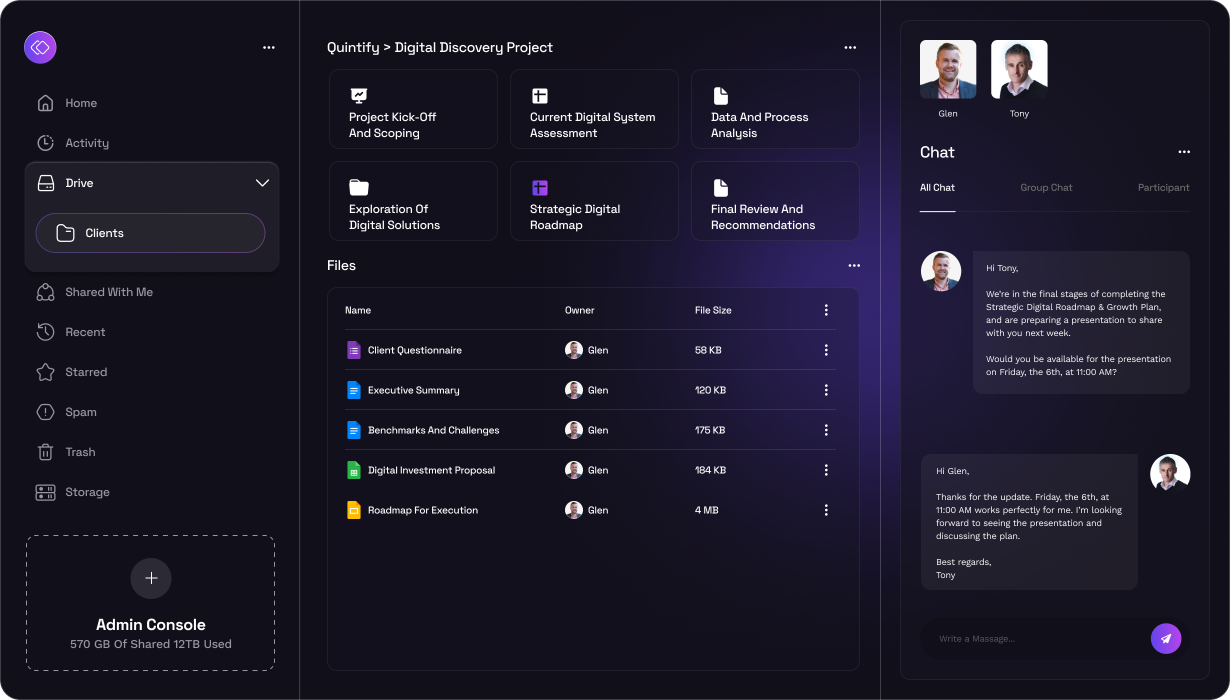 Home
Activity
Drive
Clients
Shared With Me
Recent
Starred
Spam
Trash
Storage
Admin Console
570 GB Of Shared 12TB Used
Quintify > Digital Discovery Project
Project Kick-Off
And Scoping
Current Digital System
Assessment
Data And Process
Analysis
Exploration Of
Digital Solutions
Strategic Digital
Roadmap
Final Review And
Recommendations
Files
Name Owner File Size
Client Questionnaire Glen 58 KB
Executive Summary Glen 120 KB
Benchmarks And Challenges Glen 175 KB
Digital Investment Proposal Glen 184 KB
Roadmap For Execution Glen 4 MB
Glen Tony
Chat
All Chat Group Chat Participant
Hi Tony,
We're in the final stages of completing the
Strategic Digital Roadmap & Growth Plan,
and are preparing a presentation to share
with you next week.
Would you be available for the presentation
on Friday, the 6th, at 11:00 AM?
Hi Glen,
Thanks for the update. Friday, the 6th, at
11:00 AM works perfectly for me. I'm looking
forward to seeing the presentation and
discussing the plan.
Best regards,
Tony
Write a Massage...